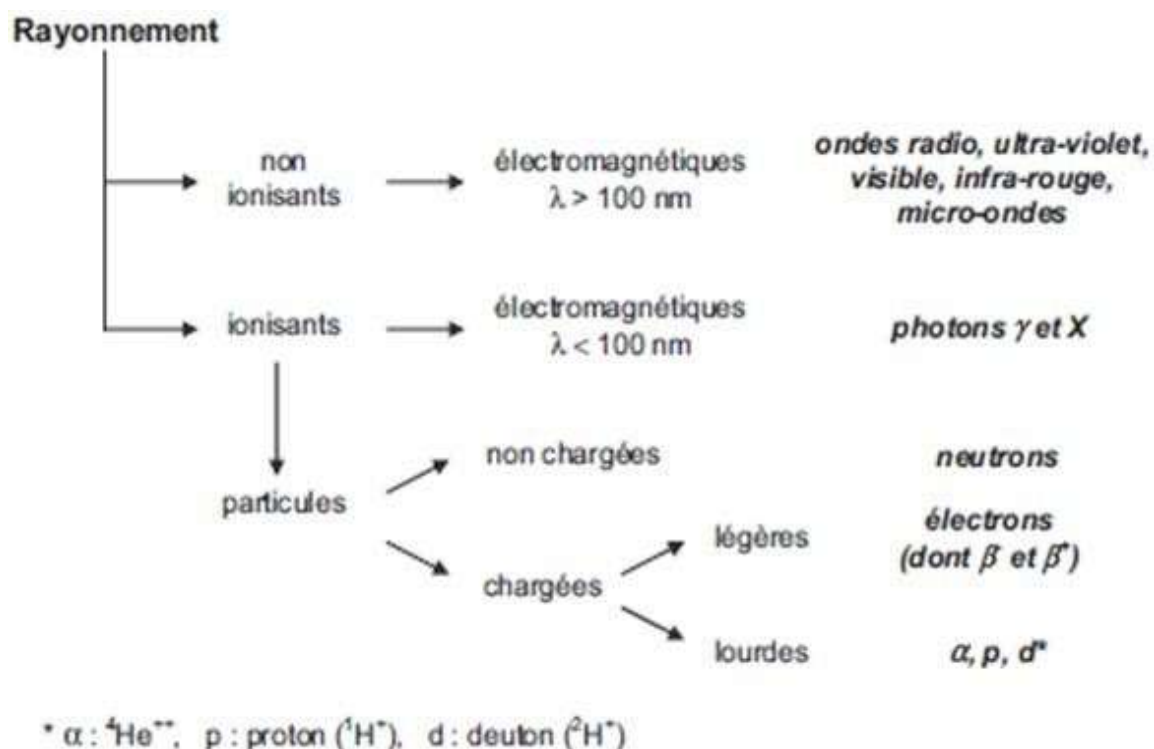 Rayonnement
non
ionisants
électromagnétiques
λ > 100 nm
ondes radio, ultra-violet,
visible, infra-rouge,
micro-ondes
ionisants
électromagnétiques
λ < 100 nm
photons γ et X
particules
non chargées
neutrons
chargées
légères
électrons
(dont β⁻ et β⁺)
lourdes
α, p, d*
* α : ⁴He⁺⁺, p : proton (¹H⁺), d : deuton (²H⁺)